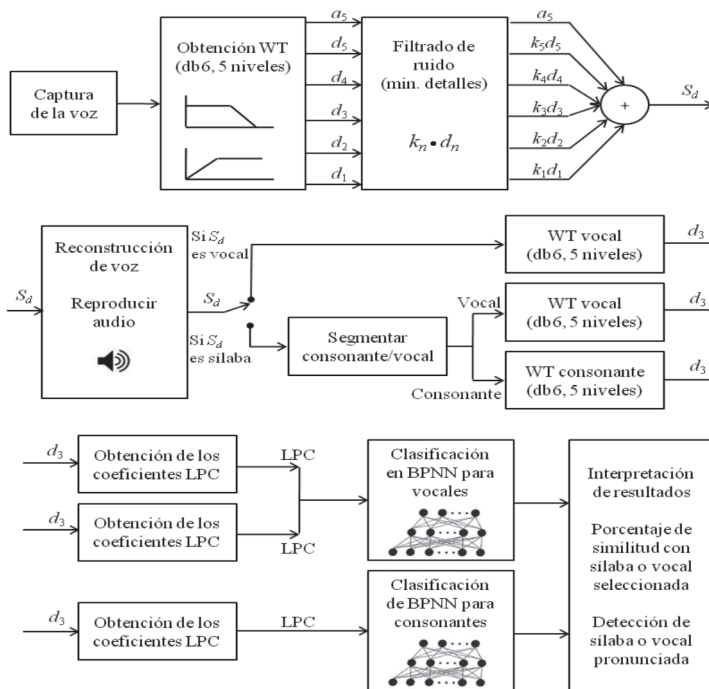 Captura
de la voz
Obtención WT
(db6, 5 niveles)
a5
d5
d4
d3
d2
d1
Filtrado de
ruido
(min. detalles)
kn • dn
a5
k5d5
k4d4
k3d3
k2d2
k1d1
+
Sd
Sd
Reconstrucción
de voz
Reproducir
audio
Si Sd
es vocal
Sd
Si Sd
es sílaba
Segmentar
consonante/vocal
Vocal
Consonante
WT vocal
(db6, 5 niveles)
d3
WT vocal
(db6, 5 niveles)
d3
WT consonante
(db6, 5 niveles)
d3
d3
Obtención de los
coeficientes LPC
LPC
d3
Obtención de los
coeficientes LPC
LPC
d3
Obtención de los
coeficientes LPC
LPC
Clasificación
en BPNN para
vocales
Clasificación
de BPNN para
consonantes
Interpretación
de resultados
Porcentaje de
similitud con
sílaba o vocal
seleccionada
Detección de
sílaba o vocal
pronunciada